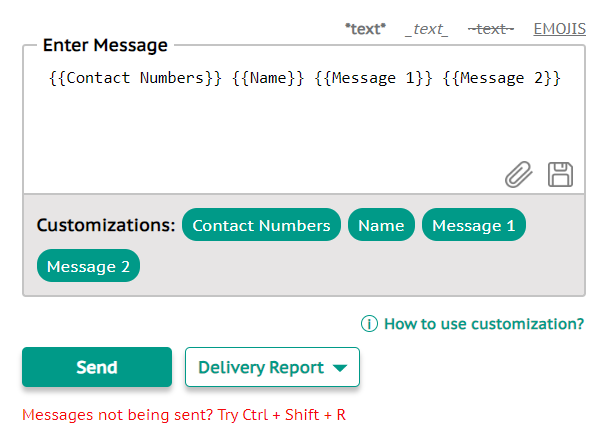 *text* _text_ ~text~ EMOJIS
Enter Message
{{Contact Numbers}} {{Name}} {{Message 1}} {{Message 2}}
Customizations: Contact Numbers Name Message 1
Message 2
How to use customization?
Send Delivery Report
Messages not being sent? Try Ctrl + Shift + R